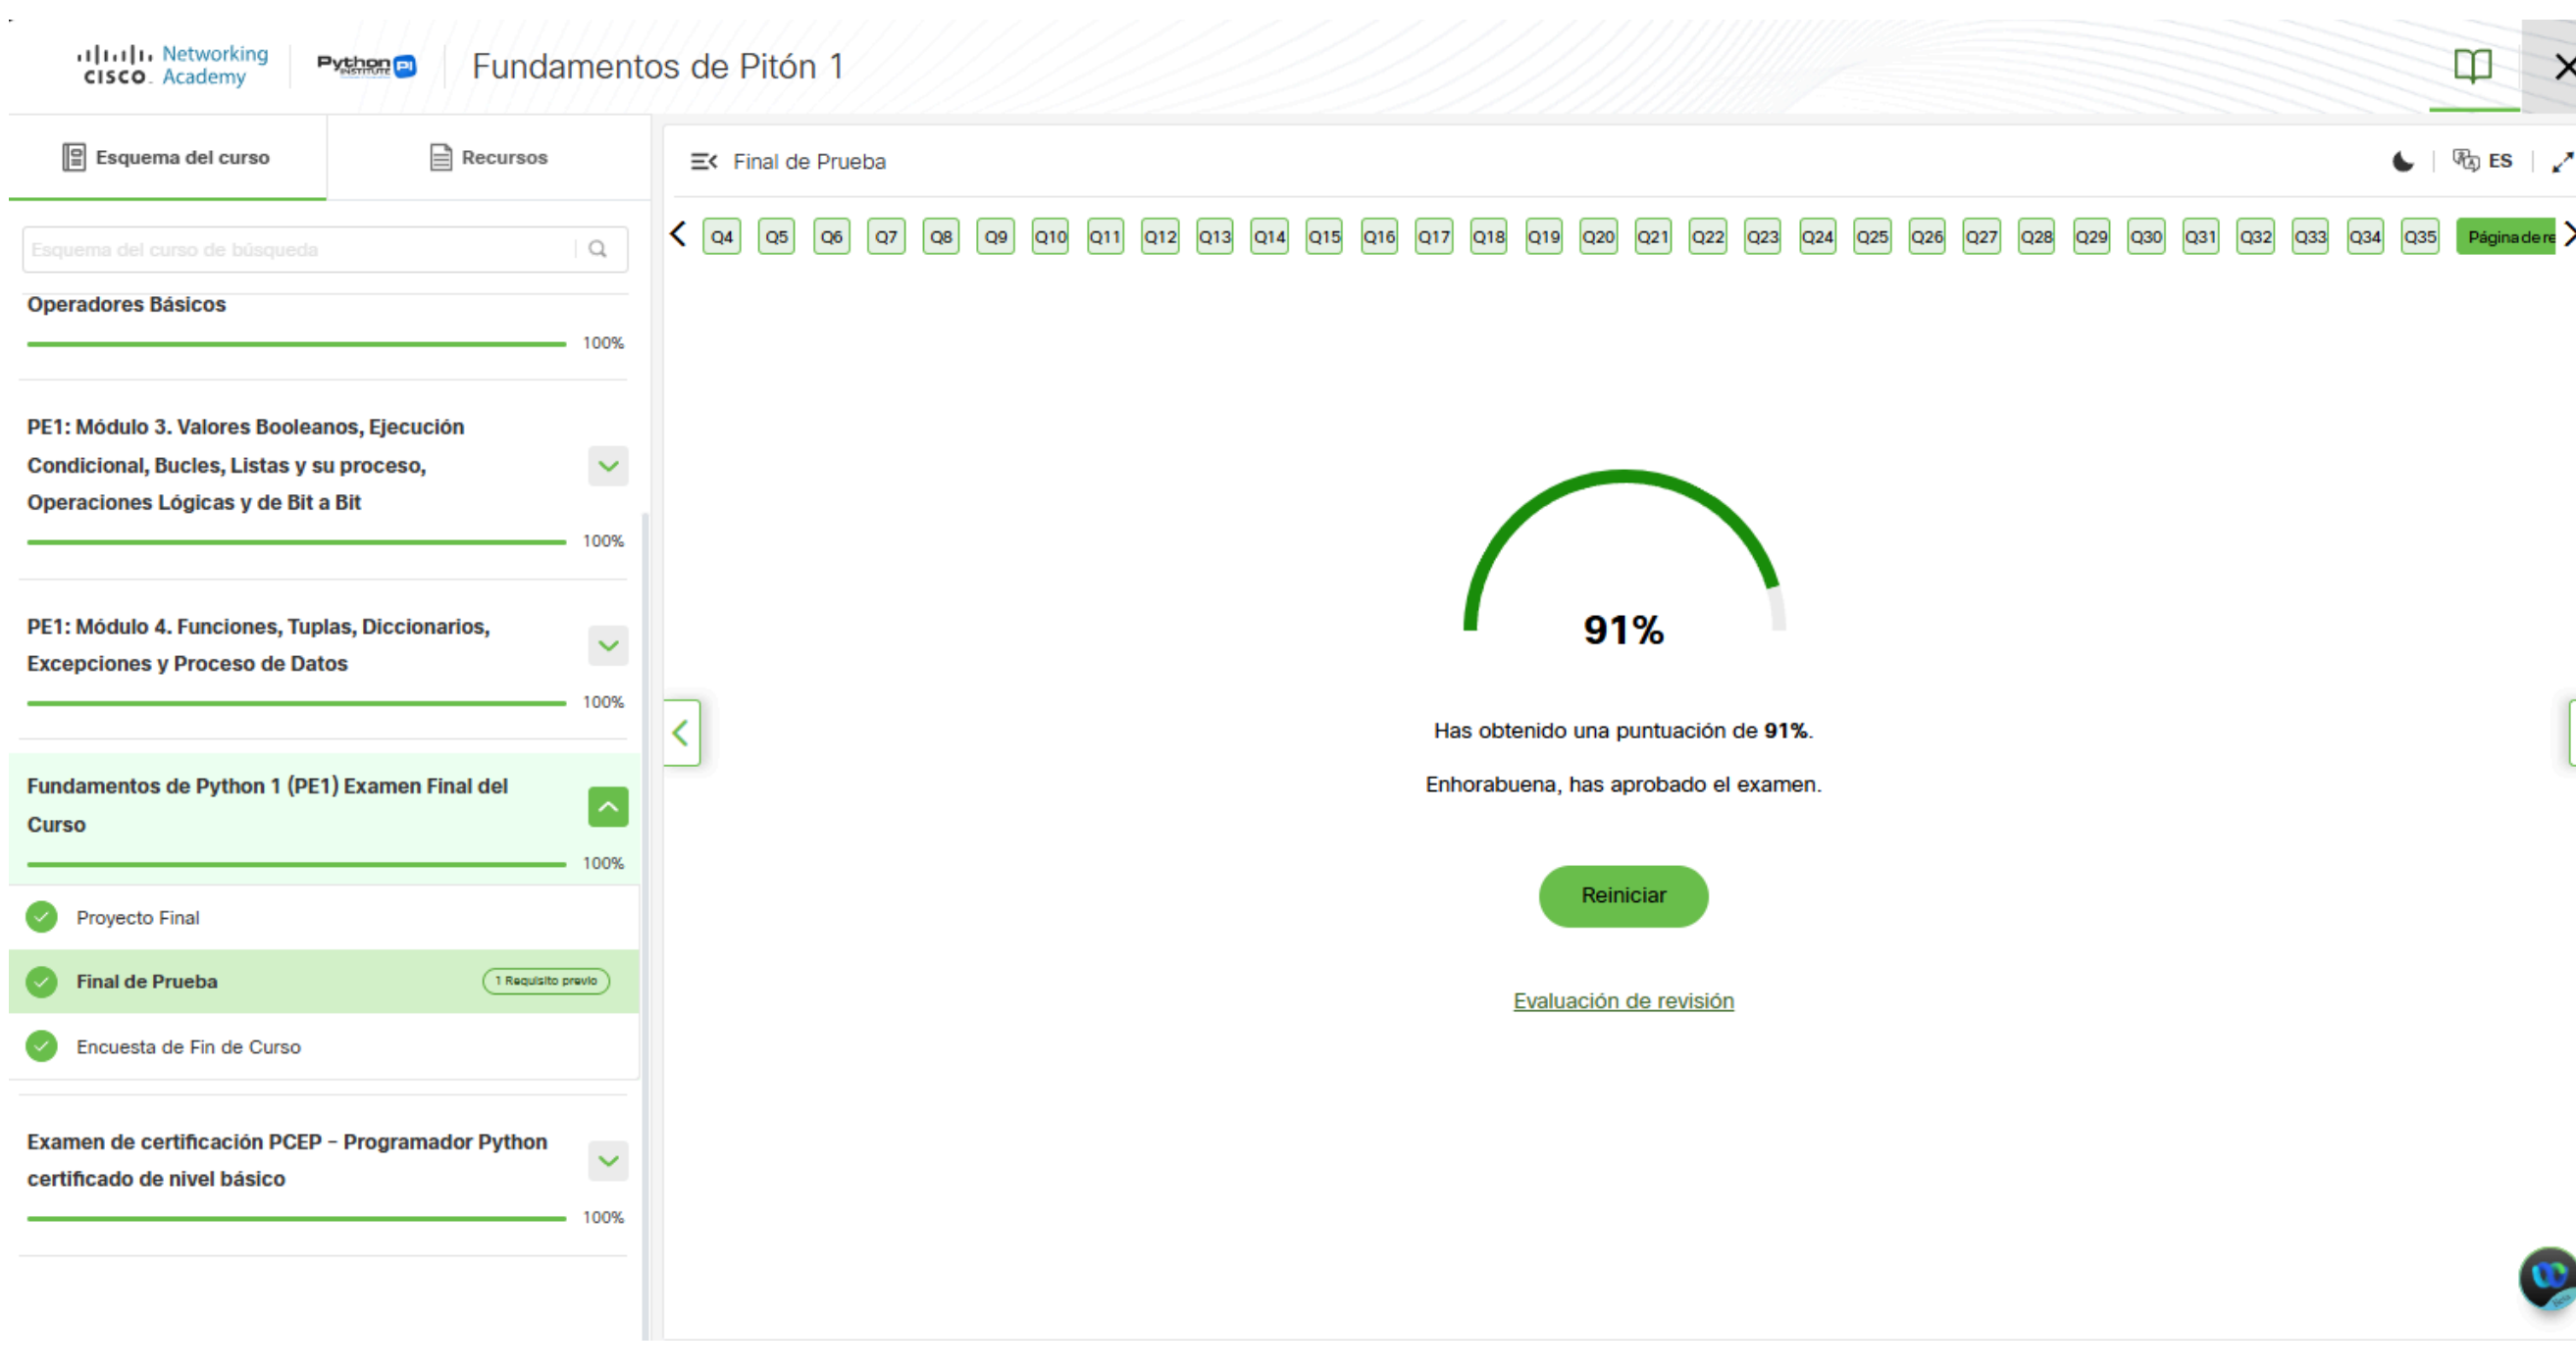 Networking
CISCO. Academy
Python PI
INSTITUTE
Fundamentos de Pitón 1
Esquema del curso
Recursos
Esquema del curso de búsqueda
Operadores Básicos
100%
PE1: Módulo 3. Valores Booleanos, Ejecución
Condicional, Bucles, Listas y su proceso,
Operaciones Lógicas y de Bit a Bit
100%
PE1: Módulo 4. Funciones, Tuplas, Diccionarios,
Excepciones y Proceso de Datos
100%
Fundamentos de Python 1 (PE1) Examen Final del
Curso
100%
Proyecto Final
Final de Prueba
1 Requisito previo
Encuesta de Fin de Curso
Examen de certificación PCEP – Programador Python
certificado de nivel básico
100%
Final de Prueba
ES
Q4 Q5 Q6 Q7 Q8 Q9 Q10 Q11 Q12 Q13 Q14 Q15 Q16 Q17 Q18 Q19 Q20 Q21 Q22 Q23 Q24 Q25 Q26 Q27 Q28 Q29 Q30 Q31 Q32 Q33 Q34 Q35 Página de re
91%
Has obtenido una puntuación de 91%.
Enhorabuena, has aprobado el examen.
Reiniciar
Evaluación de revisión